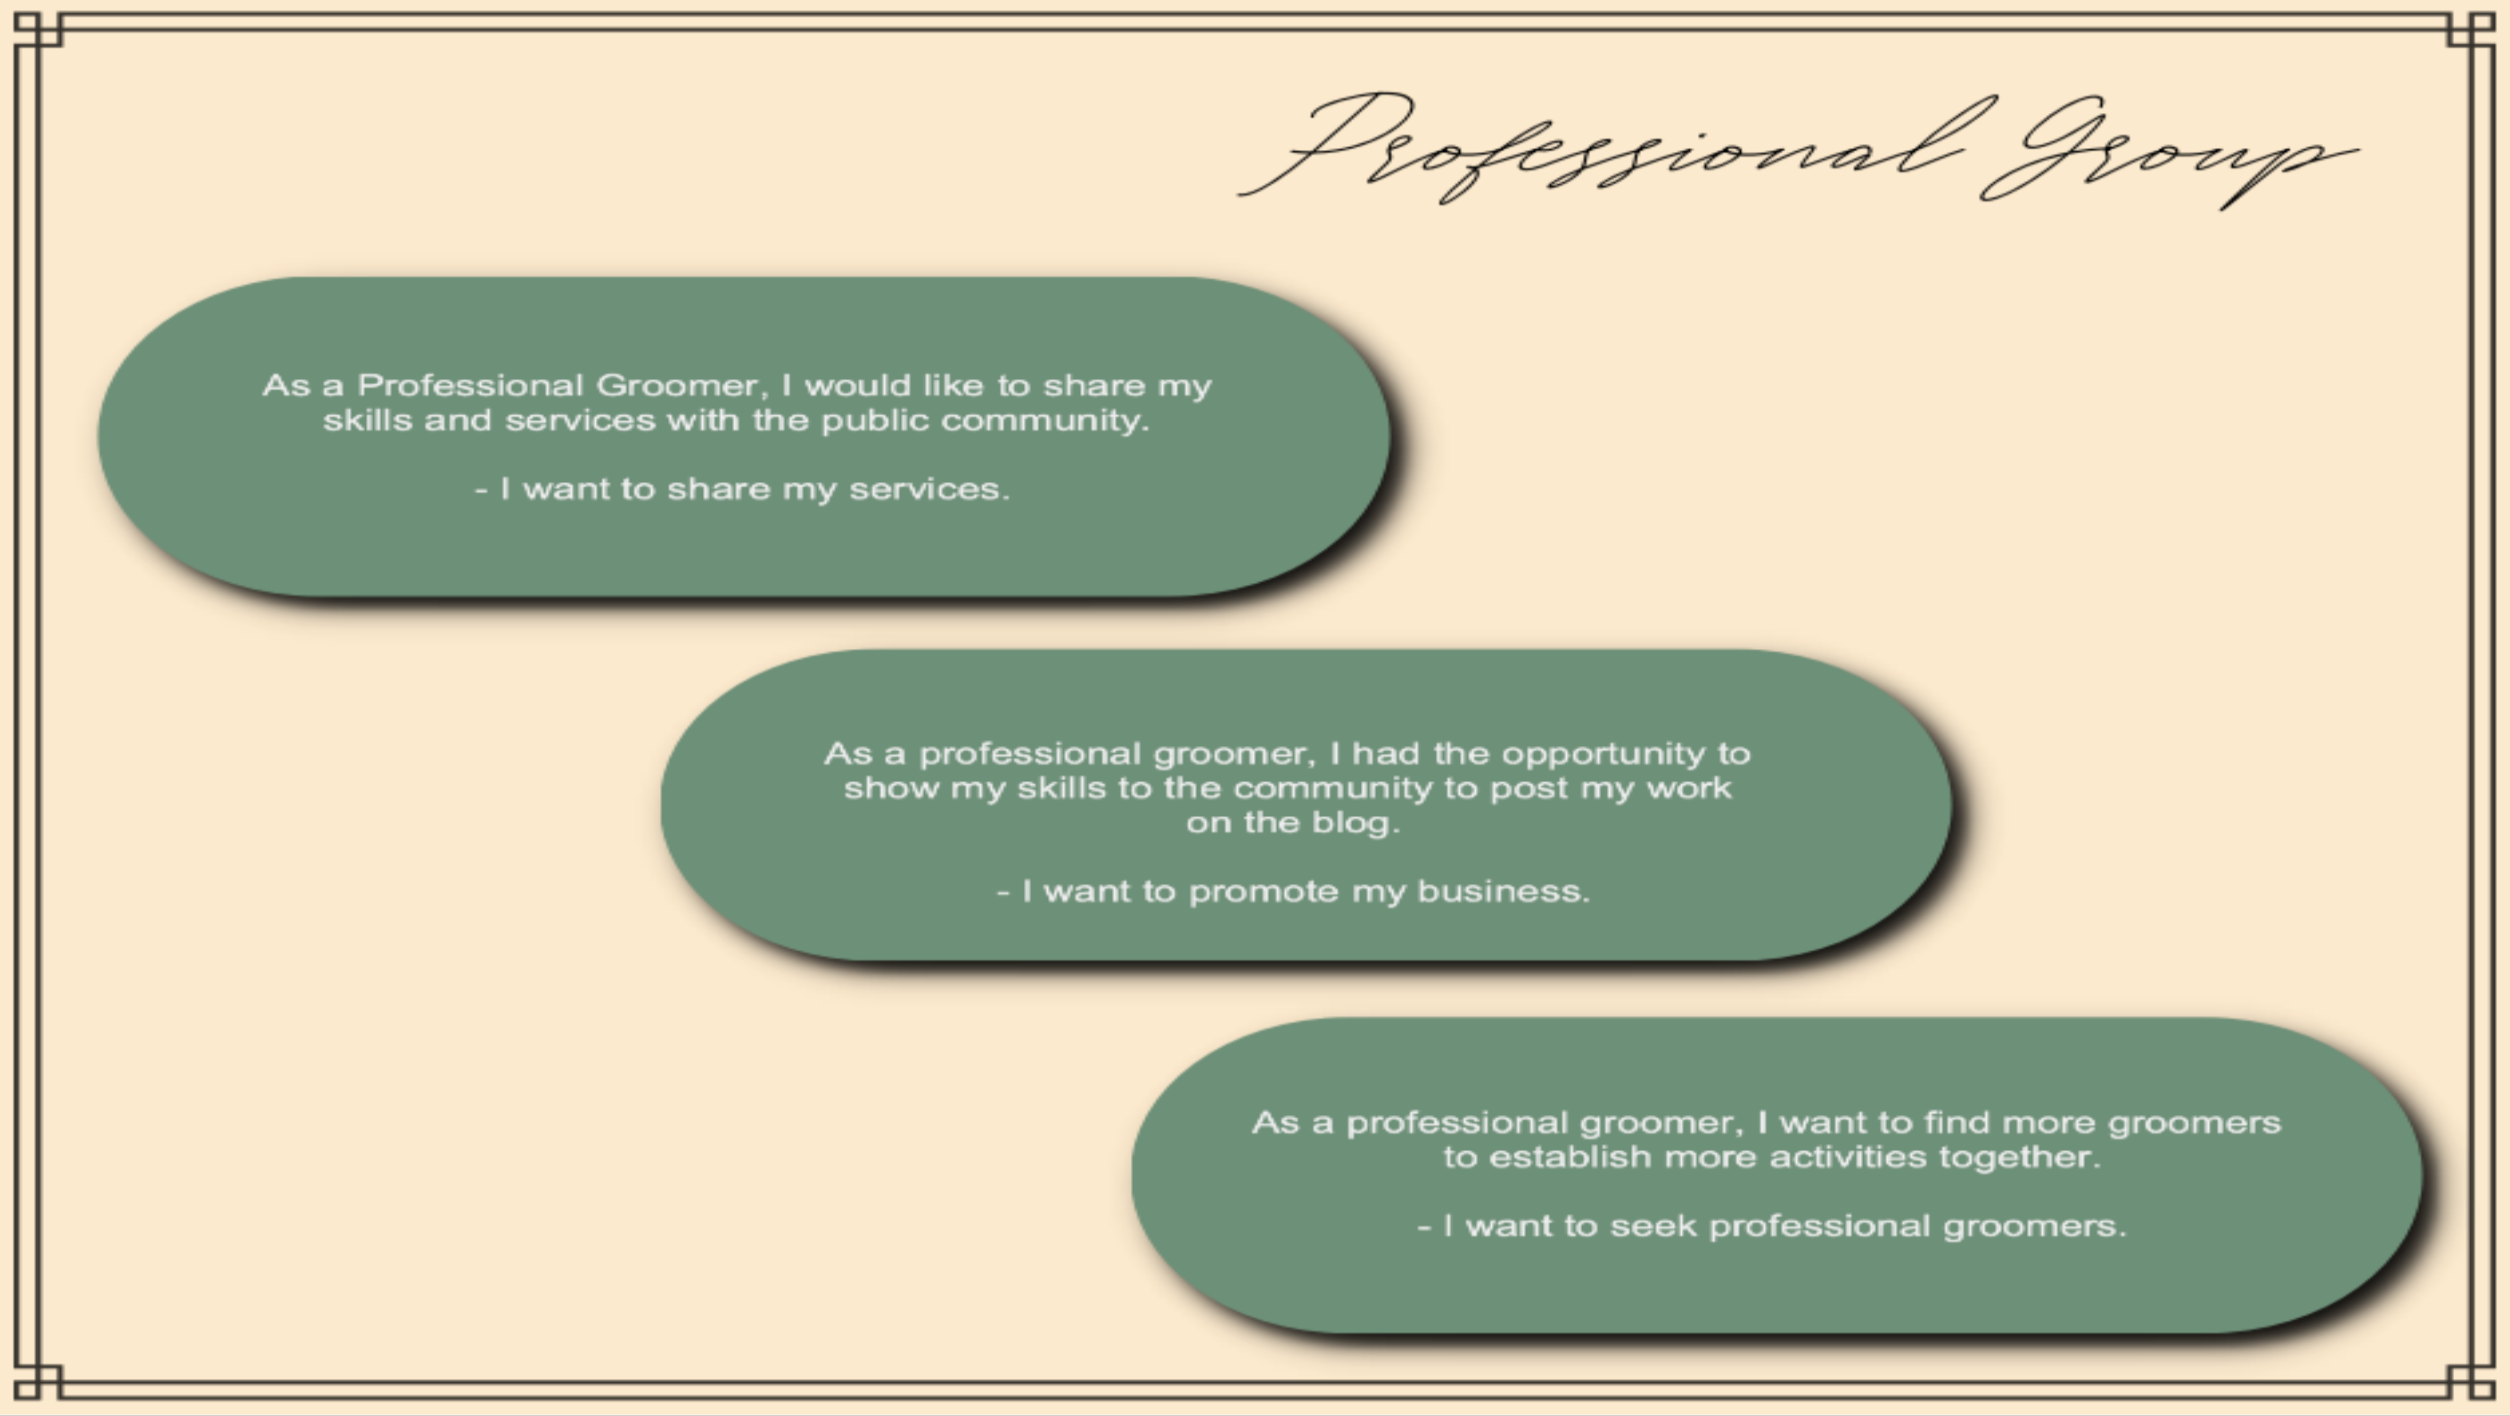 Professional Group
As a Professional Groomer, I would like to share my
skills and services with the public community.
- I want to share my services.
As a professional groomer, I had the opportunity to
show my skills to the community to post my work
on the blog.
- I want to promote my business.
As a professional groomer, I want to find more groomers
to establish more activities together.
- I want to seek professional groomers.